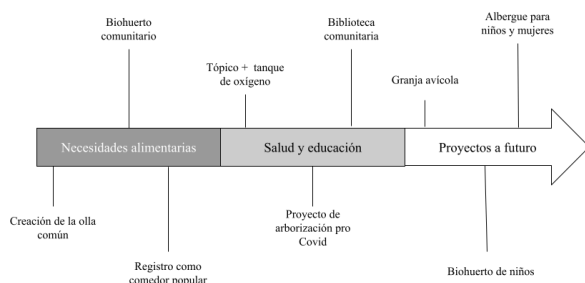 Biohuerto
comunitario
Biblioteca
comunitaria
Albergue para
niños y mujeres
Tópico + tanque
de oxígeno
Granja avícola
Necesidades alimentarias
Salud y educación
Proyectos a futuro
Creación de la olla
común
Registro como
comedor popular
Proyecto de
arborización pro
Covid
Biohuerto de niños